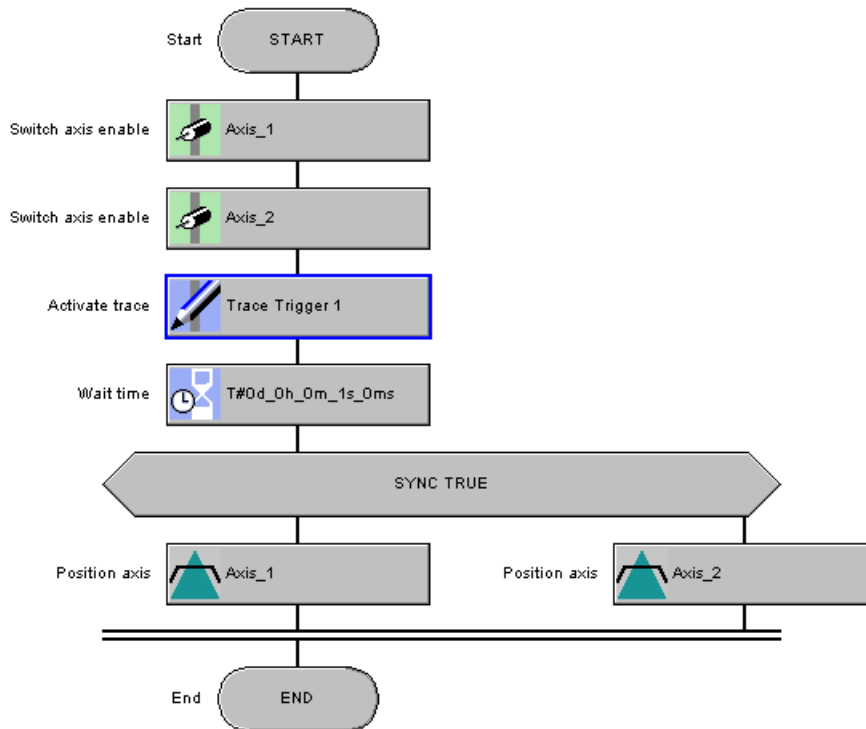 Start START
Switch axis enable Axis_1
Switch axis enable Axis_2
Activate trace Trace Trigger 1
Wait time T#0d_0h_0m_1s_0ms
SYNC TRUE
Position axis Axis_1 Position axis Axis_2
End END